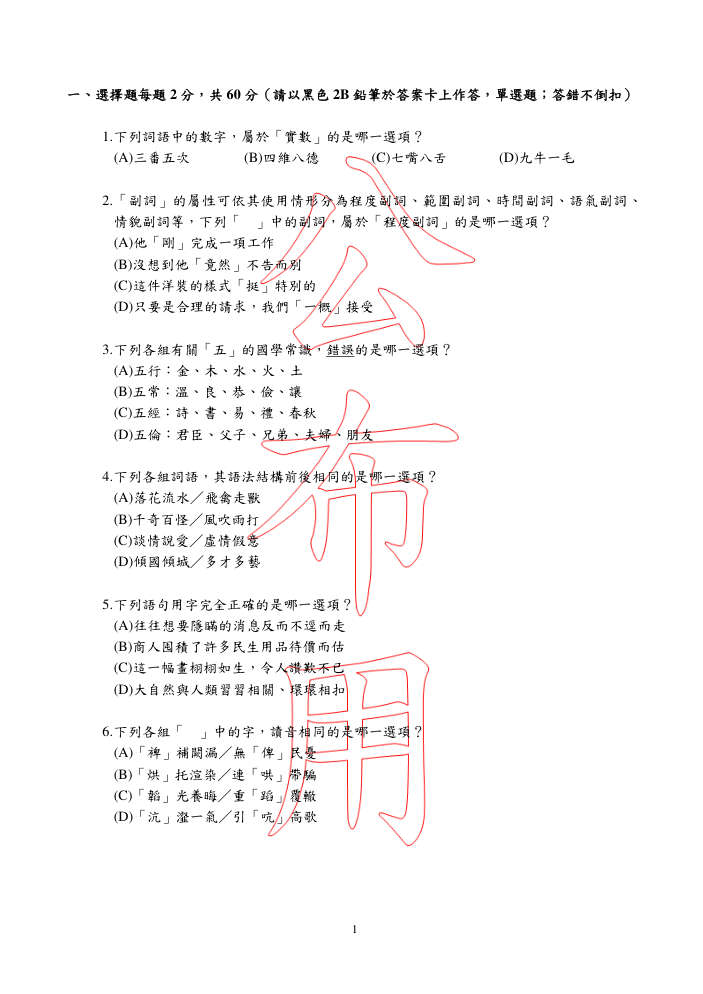 一、選擇題每題 2 分，共 60 分（請以黑色 2B 鉛筆於答案卡上作答，單選題；答錯不倒扣）
1.下列詞語中的數字，屬於「實數」的是哪一選項？
(A)三番五次 (B)四維八德 (C)七嘴八舌 (D)九牛一毛
2.「副詞」的屬性可依其使用情形分為程度副詞、範圍副詞、時間副詞、語氣副詞、
情貌副詞等，下列「　」中的副詞，屬於「程度副詞」的是哪一選項？
(A)他「剛」完成一項工作
(B)沒想到他「竟然」不告而別
(C)這件洋裝的樣式「挺」特別的
(D)只要是合理的請求，我們「一概」接受
3.下列各組有關「五」的國學常識，錯誤的是哪一選項？
(A)五行：金、木、水、火、土
(B)五常：溫、良、恭、儉、讓
(C)五經：詩、書、易、禮、春秋
(D)五倫：君臣、父子、兄弟、夫婦、朋友
4.下列各組詞語，其語法結構前後相同的是哪一選項？
(A)落花流水／飛禽走獸
(B)千奇百怪／風吹雨打
(C)談情說愛／虛情假意
(D)傾國傾城／多才多藝
5.下列語句用字完全正確的是哪一選項？
(A)往往想要隱瞞的消息反而不逕而走
(B)商人囤積了許多民生用品待價而估
(C)這一幅畫栩栩如生，令人讚歎不已
(D)大自然與人類習習相關、環環相扣
6.下列各組「　」中的字，讀音相同的是哪一選項？
(A)「裨」補闕漏／無「俾」民憂
(B)「烘」托渲染／連「哄」帶騙
(C)「韜」光養晦／重「蹈」覆轍
(D)「沆」瀣一氣／引「吭」高歌
公布用
1